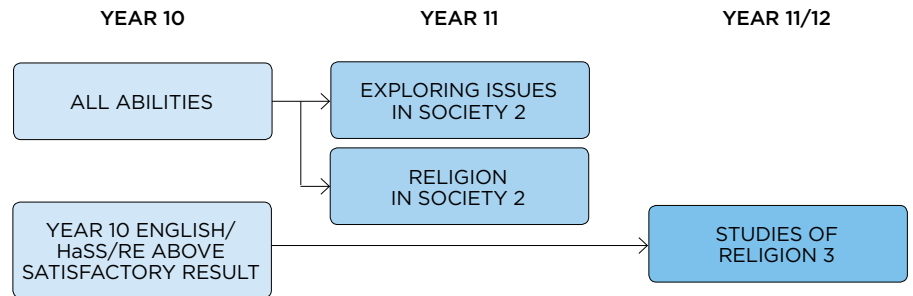 YEAR 10
YEAR 11
YEAR 11/12
ALL ABILITIES
EXPLORING ISSUES
IN SOCIETY 2
RELIGION
IN SOCIETY 2
YEAR 10 ENGLISH/
HaSS/RE ABOVE
SATISFACTORY RESULT
STUDIES OF
RELIGION 3